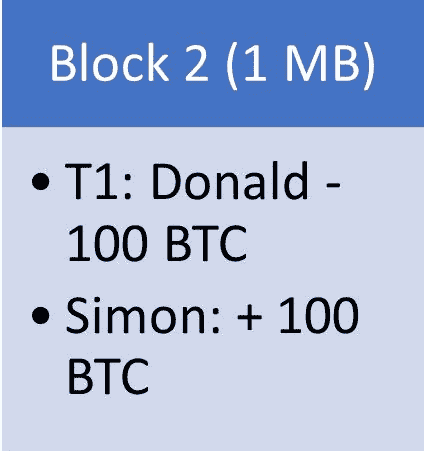 Block 2 (1 MB)
• T1: Donald -
100 BTC
• Simon: + 100
BTC